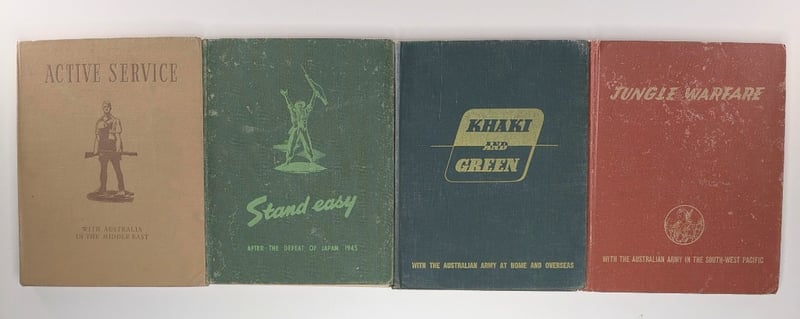 ACTIVE SERVICE
WITH AUSTRALIA
IN THE MIDDLE EAST
Stand easy
AFTER THE DEFEAT OF JAPAN, 1945
KHAKI
AND
GREEN
WITH THE AUSTRALIAN ARMY AT HOME AND OVERSEAS
JUNGLE WARFARE
WITH THE AUSTRALIAN ARMY IN THE SOUTH-WEST PACIFIC